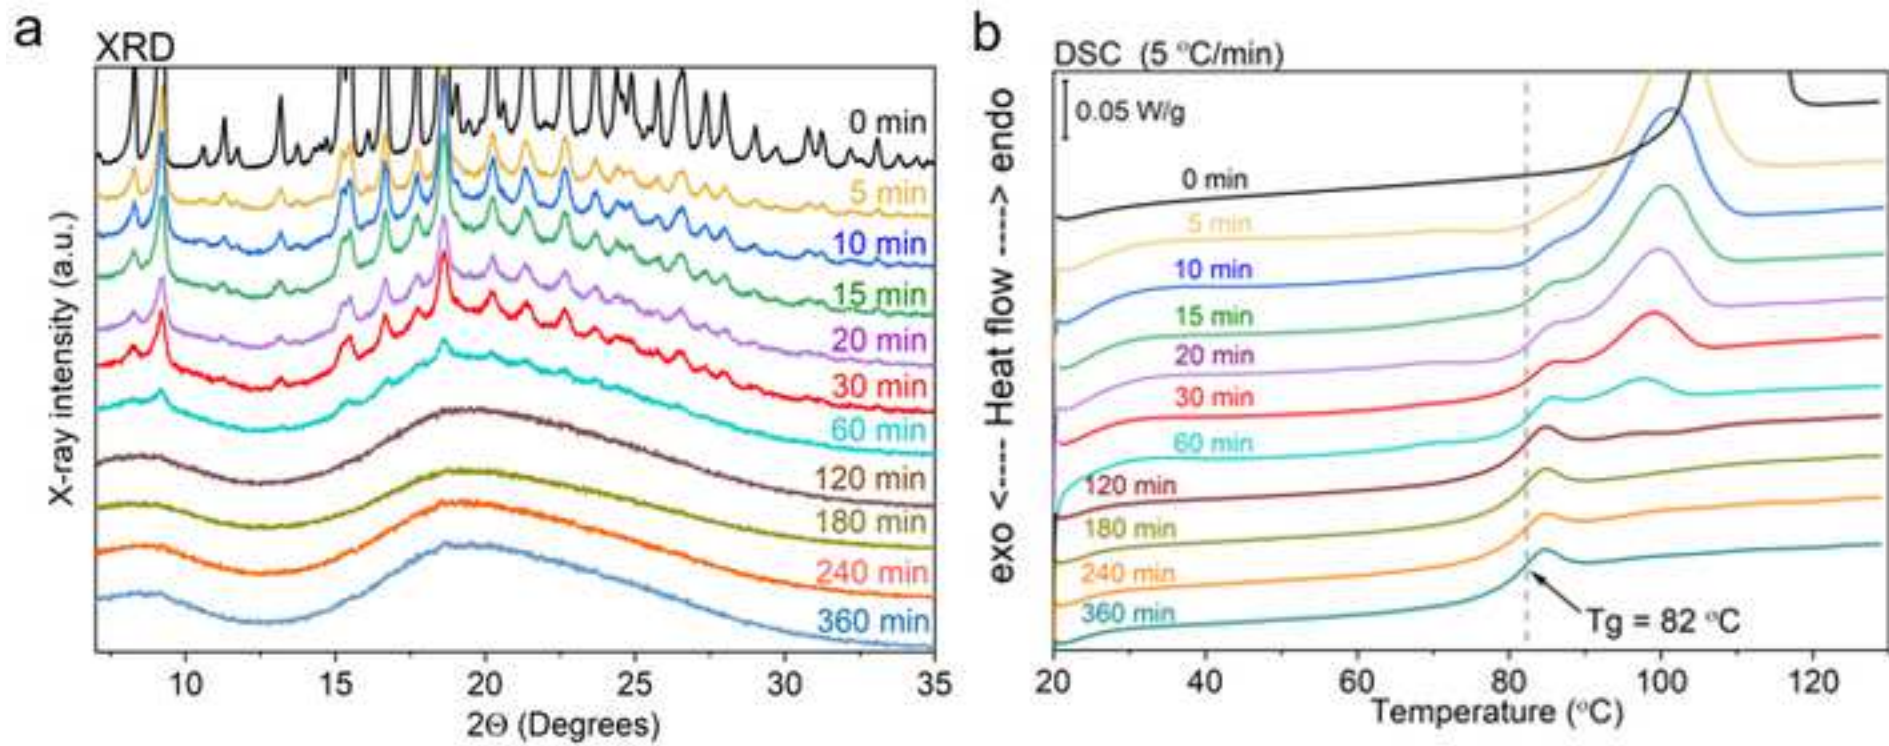 a
XRD
X-ray intensity (a.u.)
0 min
5 min
10 min
15 min
20 min
30 min
60 min
120 min
180 min
240 min
360 min
10 15 20 25 30 35
2Θ (Degrees)
b
DSC (5 °C/min)
exo <----- Heat flow -----> endo
0.05 W/g
0 min
5 min
10 min
15 min
20 min
30 min
60 min
120 min
180 min
240 min
360 min
Tg = 82 °C
20 40 60 80 100 120
Temperature (°C)